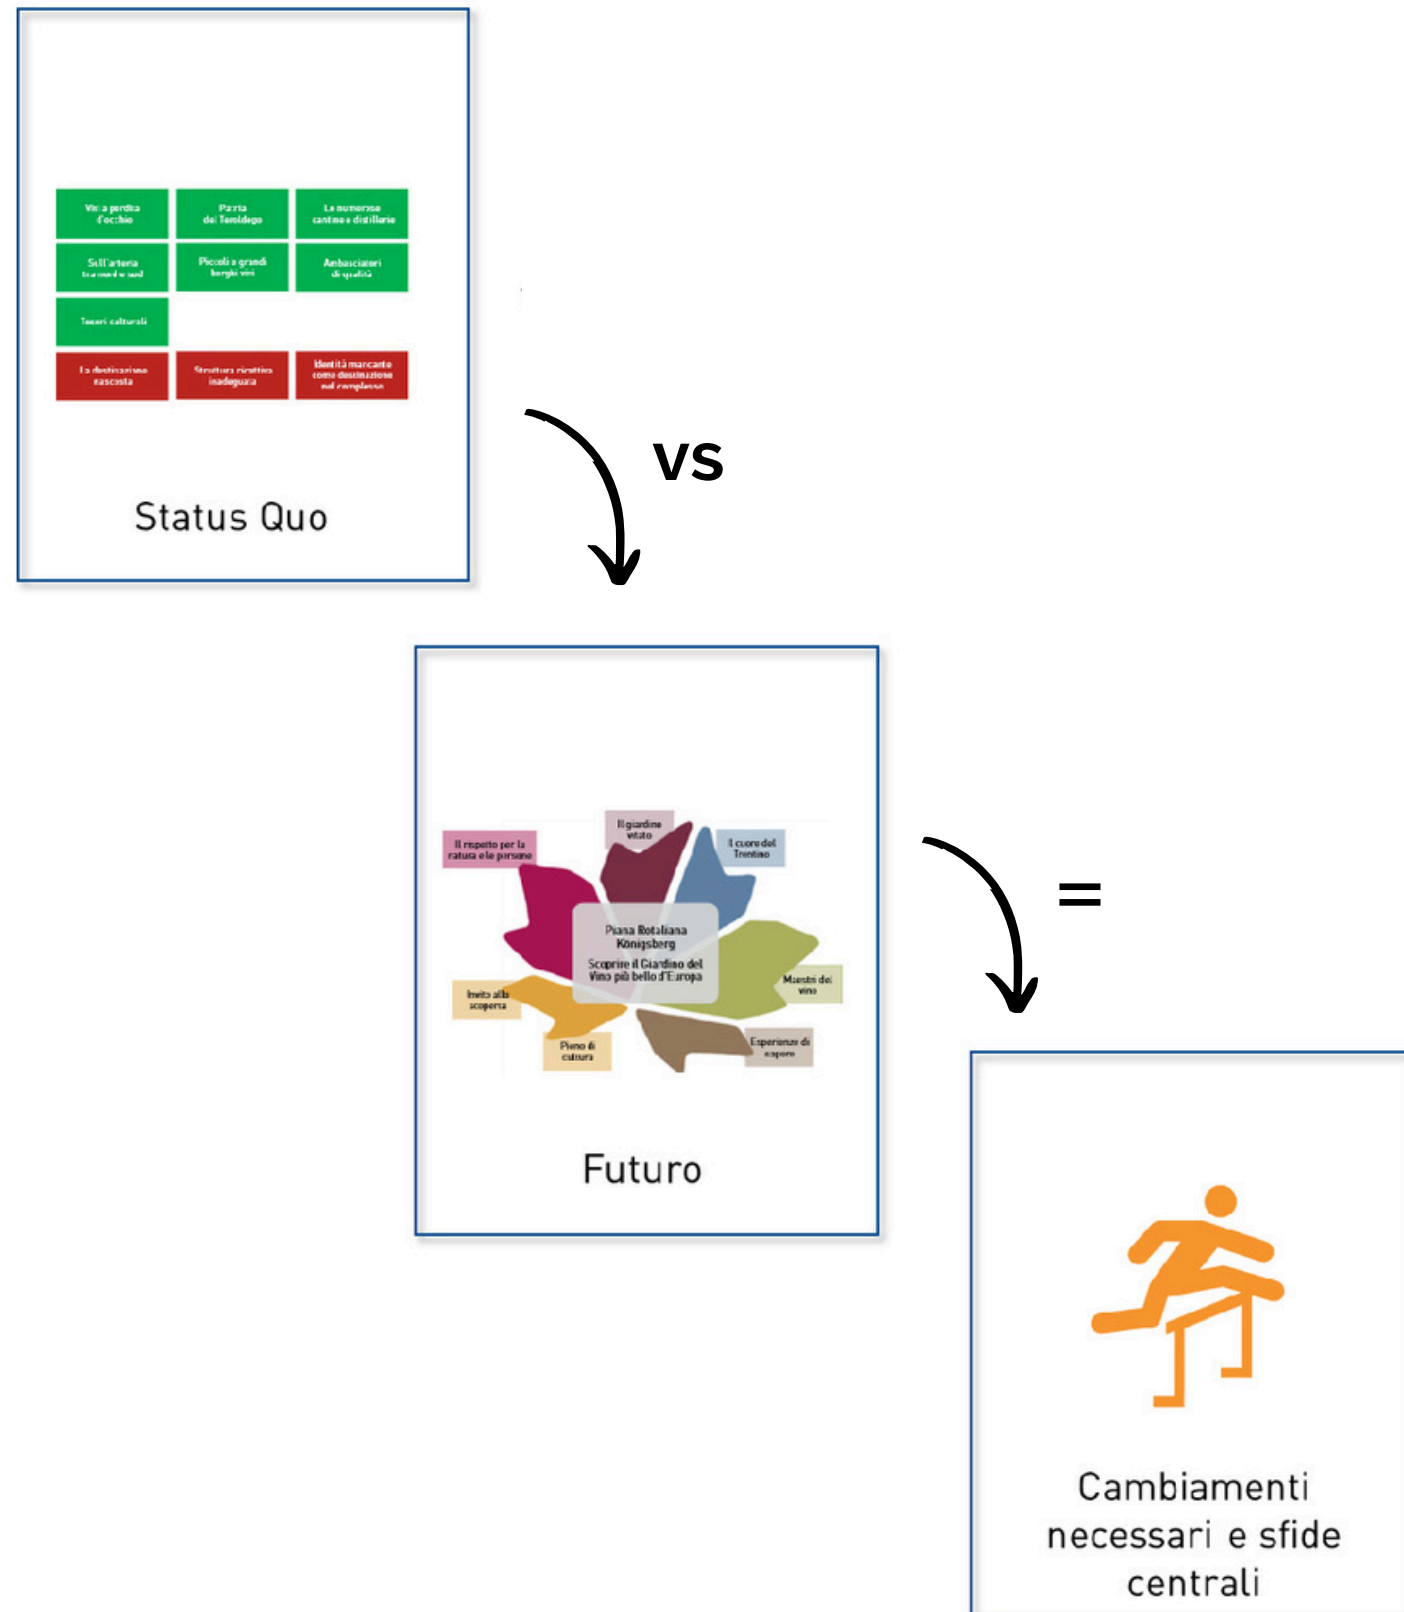 Viti a perdita
d'occhio
Patria
del Teroldego
Le numerose
cantine e distillerie
Sull'arteria
tra nord e sud
Piccoli e grandi
borghi vivi
Ambasciatori
di qualità
Tesori culturali
La destinazione
nascosta
Struttura ricettiva
inadeguata
Identità marcante
come destinazione
nel complesso
Status Quo
vs
Il rispetto per la
natura e le persone
Il giardino
vitato
Il cuore del
Trentino
Piana Rotaliana
Königsberg
Scoprire il Giardino del
Vino più bello d'Europa
Invito alla
scoperta
Maestri del
vino
Pieno di
cultura
Esperienze di
sapore
Futuro
=
Cambiamenti
necessari e sfide
centrali